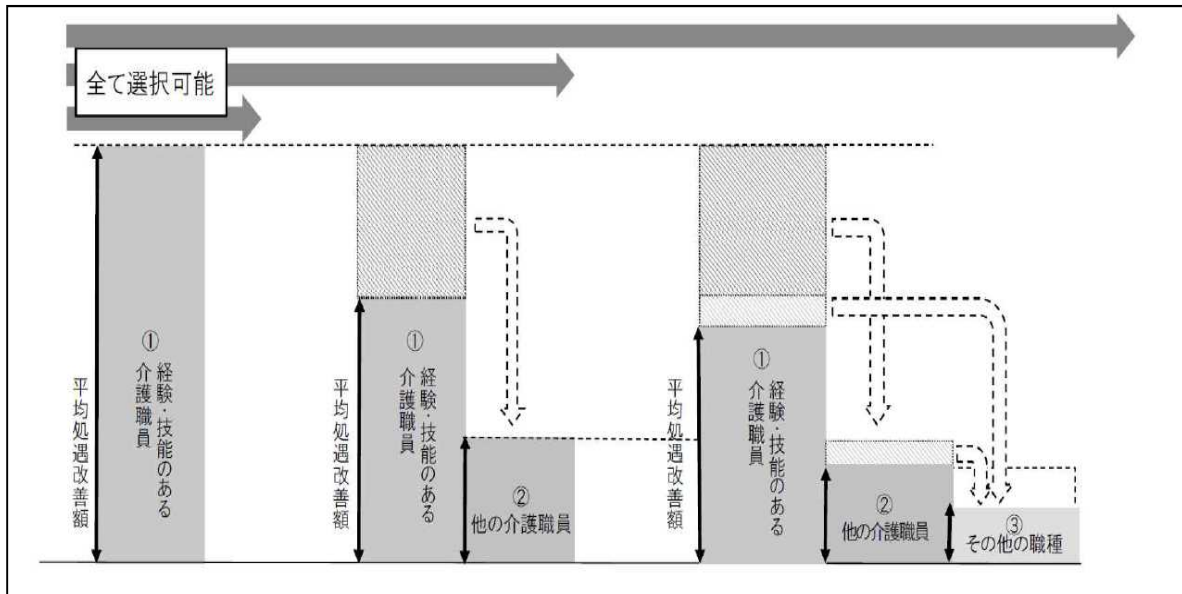 全て選択可能
平均処遇改善額
①
経験・技能のある
介護職員
平均処遇改善額
①
経験・技能のある
介護職員
②
他の介護職員
平均処遇改善額
①
経験・技能のある
介護職員
②
他の介護職員
③
その他の職種